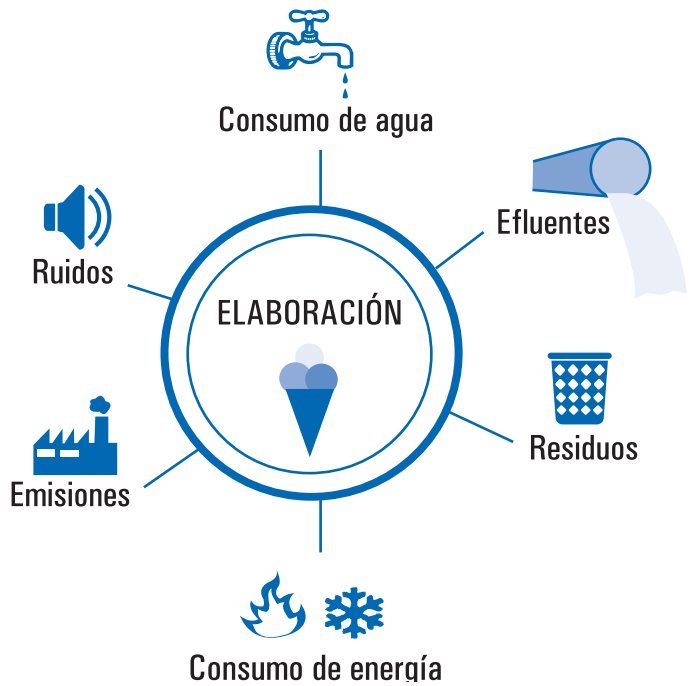 Consumo de agua
Efluentes
Ruidos
ELABORACIÓN
Residuos
Emisiones
Consumo de energía